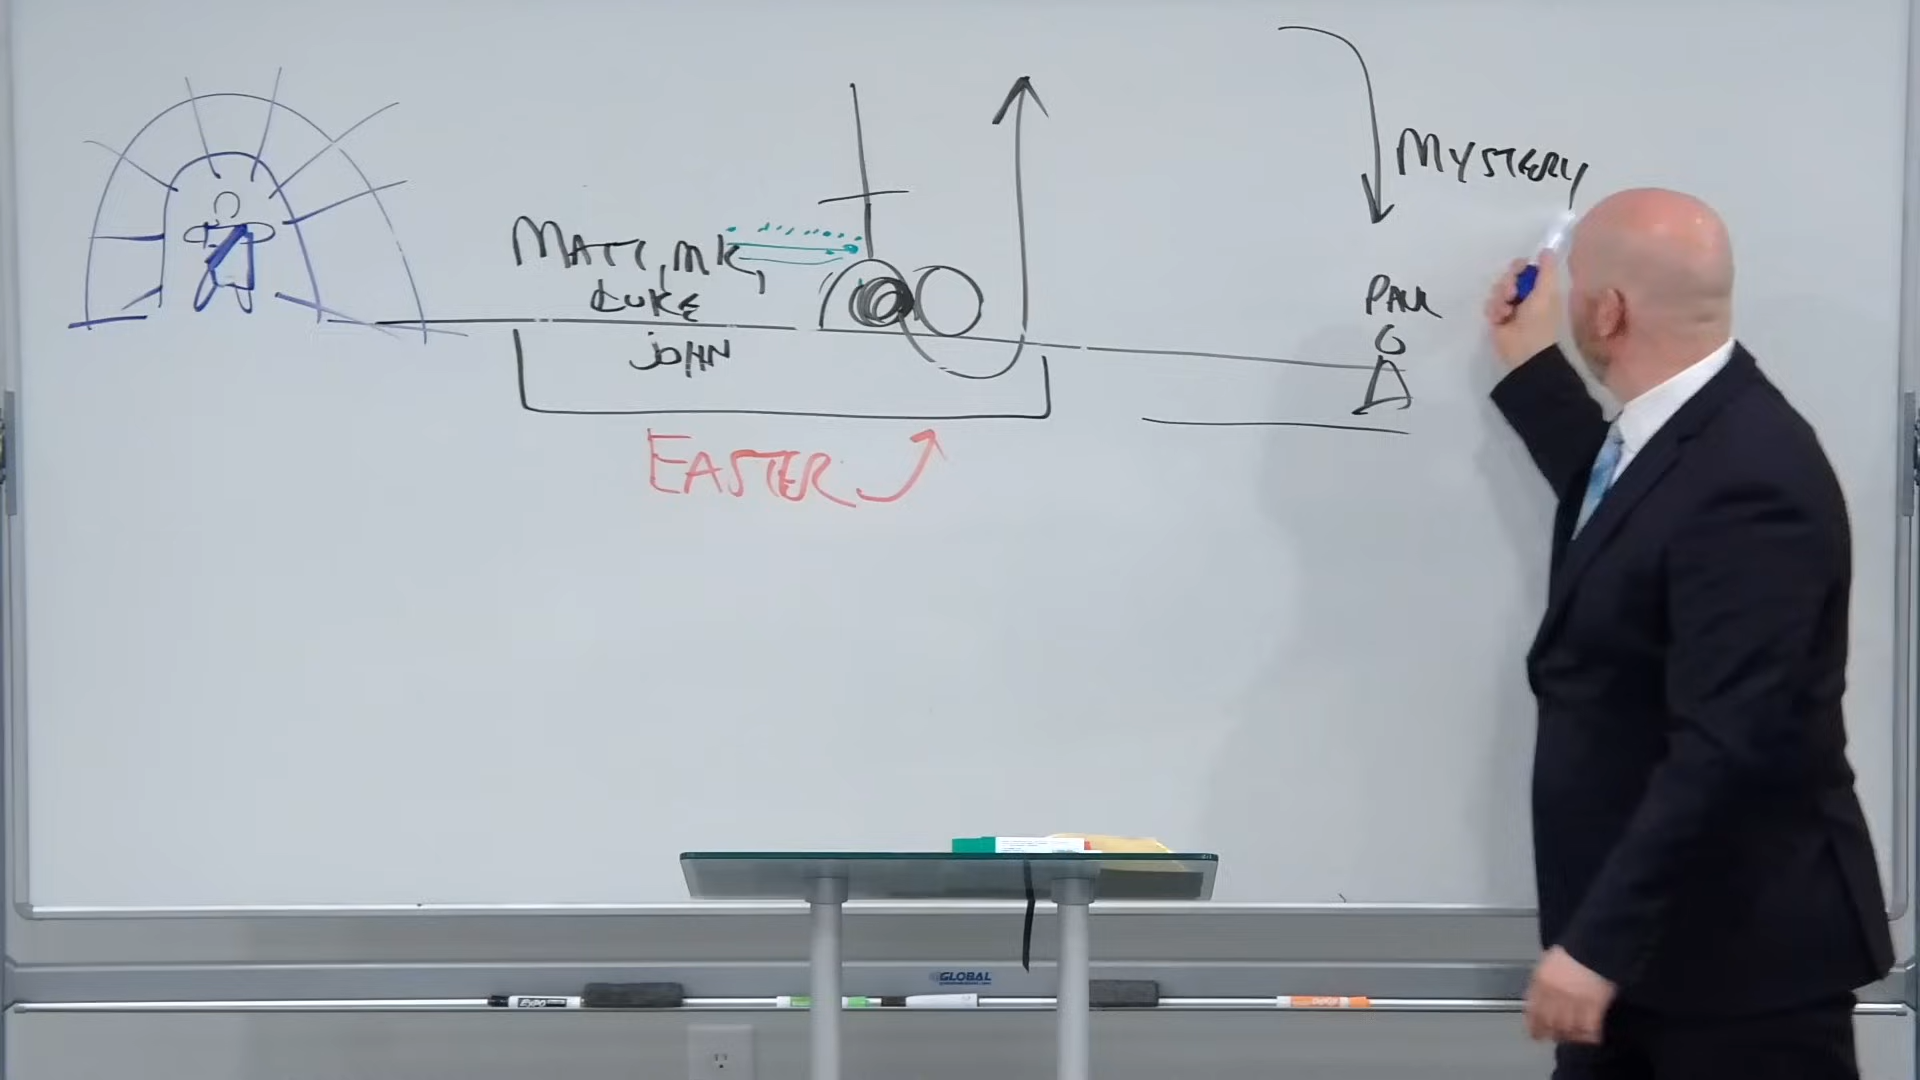 MYSTERY
MATT, MK,
LUKE
PAUL
JOHN
EASTER
GLOBAL
EXPO